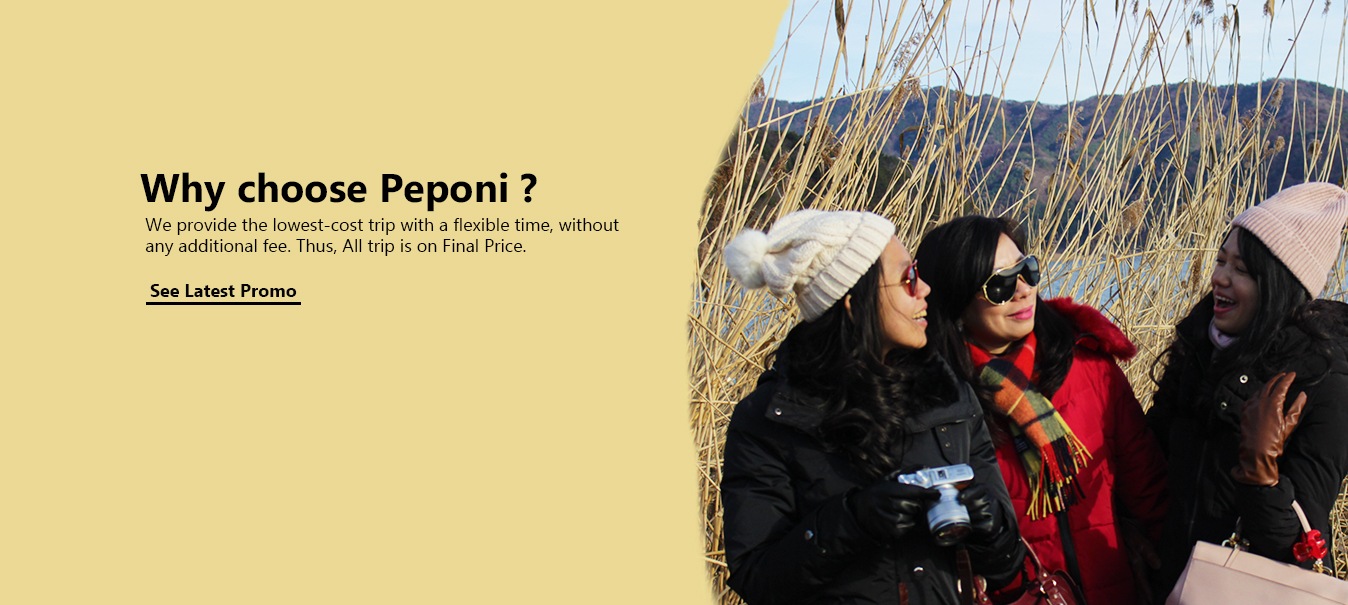 Why choose Peponi ?
We provide the lowest-cost trip with a flexible time, without
any additional fee. Thus, All trip is on Final Price.
See Latest Promo